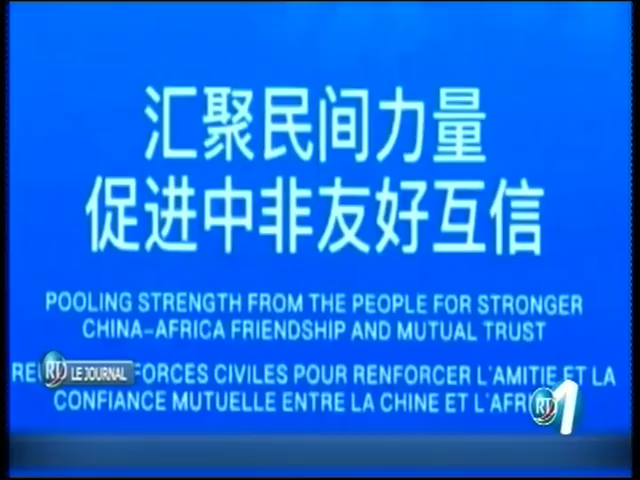 汇聚民间力量
促进中非友好互信
POOLING STRENGTH FROM THE PEOPLE FOR STRONGER
CHINA-AFRICA FRIENDSHIP AND MUTUAL TRUST
FORCES CIVILES POUR RENFORCER L'AMITIE ET LA
CONFIANCE MUTUELLE ENTRE LA CHINE ET L'AFRI
LE JOURNAL
1